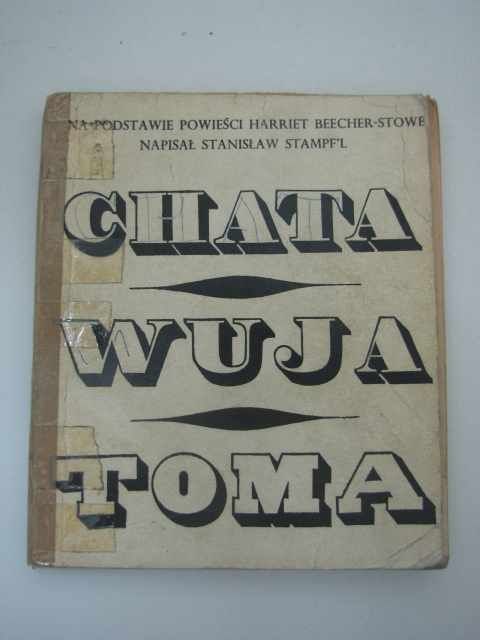 NA PODSTAWIE POWIEŚCI HARRIET BEECHER-STOWE
NAPISAŁ STANISŁAW STAMPF'L
CHATA
WUJA
TOMA